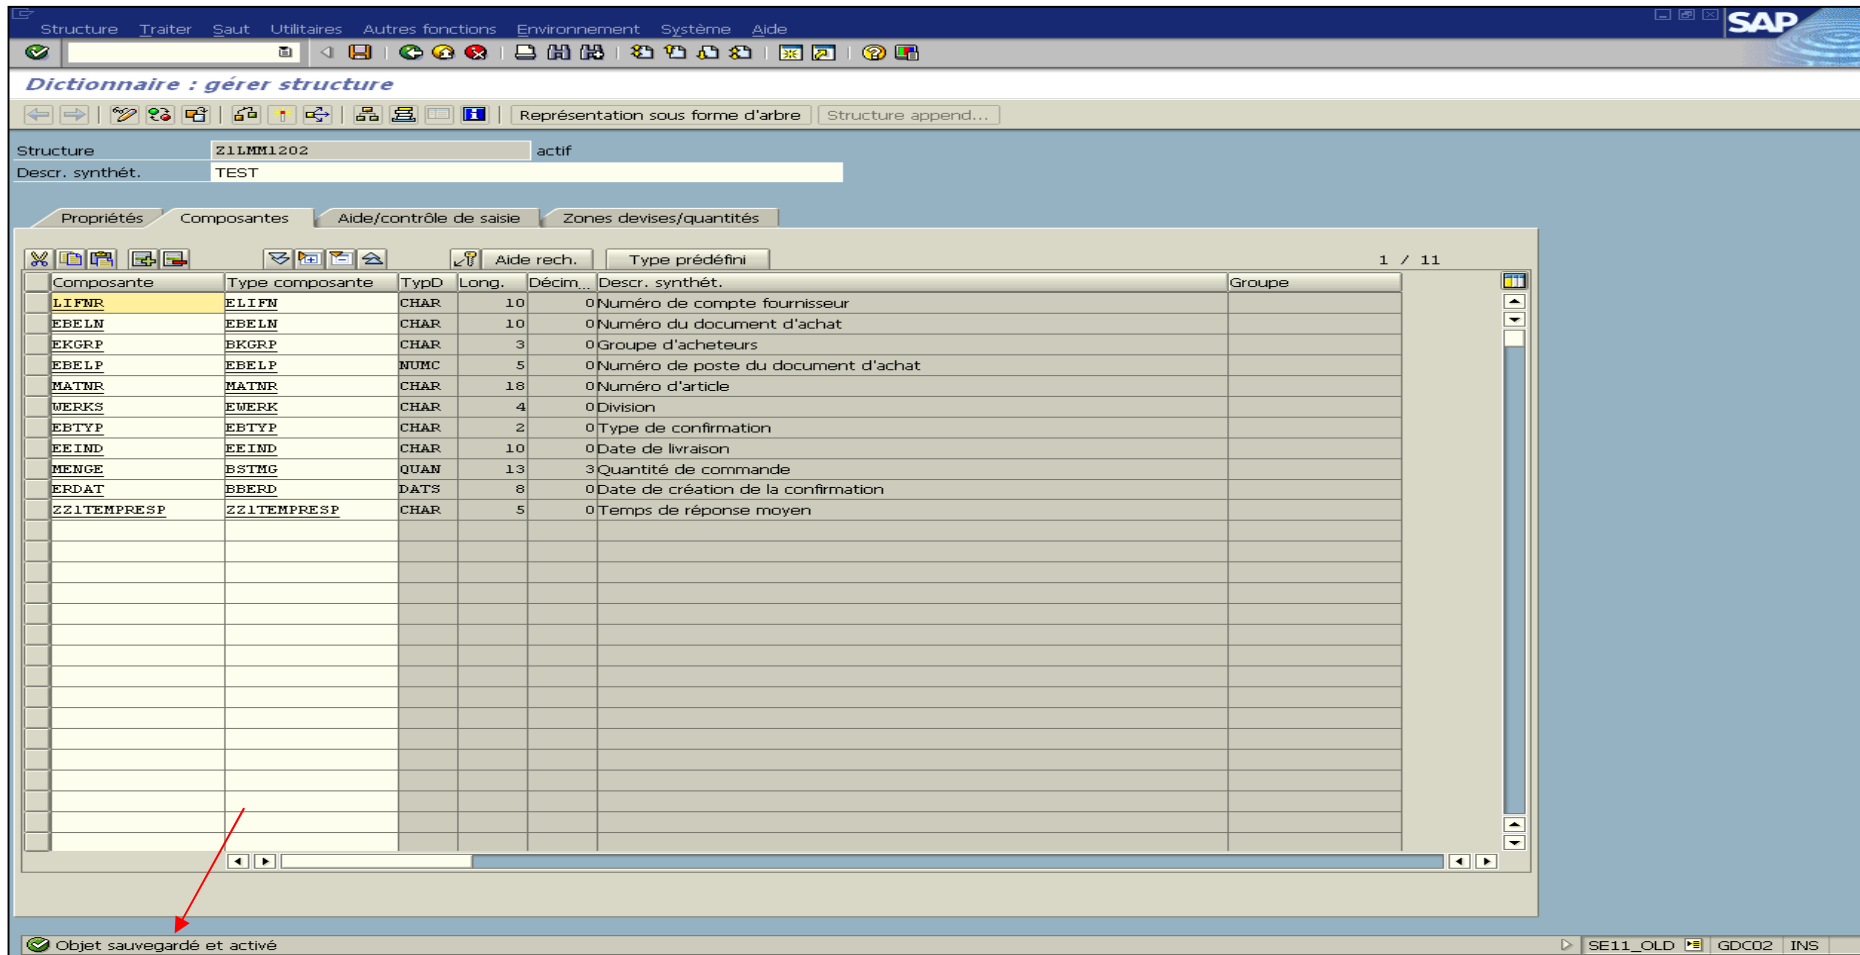 Structure Traiter Saut Utilitaires Autres fonctions Environnement Système Aide
SAP
Dictionnaire : gérer structure
Représentation sous forme d'arbre Structure append...
Structure Z1LMM1202 actif
Descr. synthét. TEST
Propriétés Composantes Aide/contrôle de saisie Zones devises/quantités
Aide rech. Type prédéfini 1 / 11
Composante Type composante TypD Long. Décim... Descr. synthét. Groupe
LIFNR ELIFN CHAR 10 0 Numéro de compte fournisseur
EBELN EBELN CHAR 10 0 Numéro du document d'achat
EKGRP BKGRP CHAR 3 0 Groupe d'acheteurs
EBELP EBELP NUMC 5 0 Numéro de poste du document d'achat
MATNR MATNR CHAR 18 0 Numéro d'article
WERKS EWERK CHAR 4 0 Division
EBTYP EBTYP CHAR 2 0 Type de confirmation
EEIND EEIND CHAR 10 0 Date de livraison
MENGE BSTMG QUAN 13 3 Quantité de commande
ERDAT BBERD DATS 8 0 Date de création de la confirmation
ZZ1TEMPRESP ZZ1TEMPRESP CHAR 5 0 Temps de réponse moyen
Objet sauvegardé et activé SE11_OLD GDC02 INS